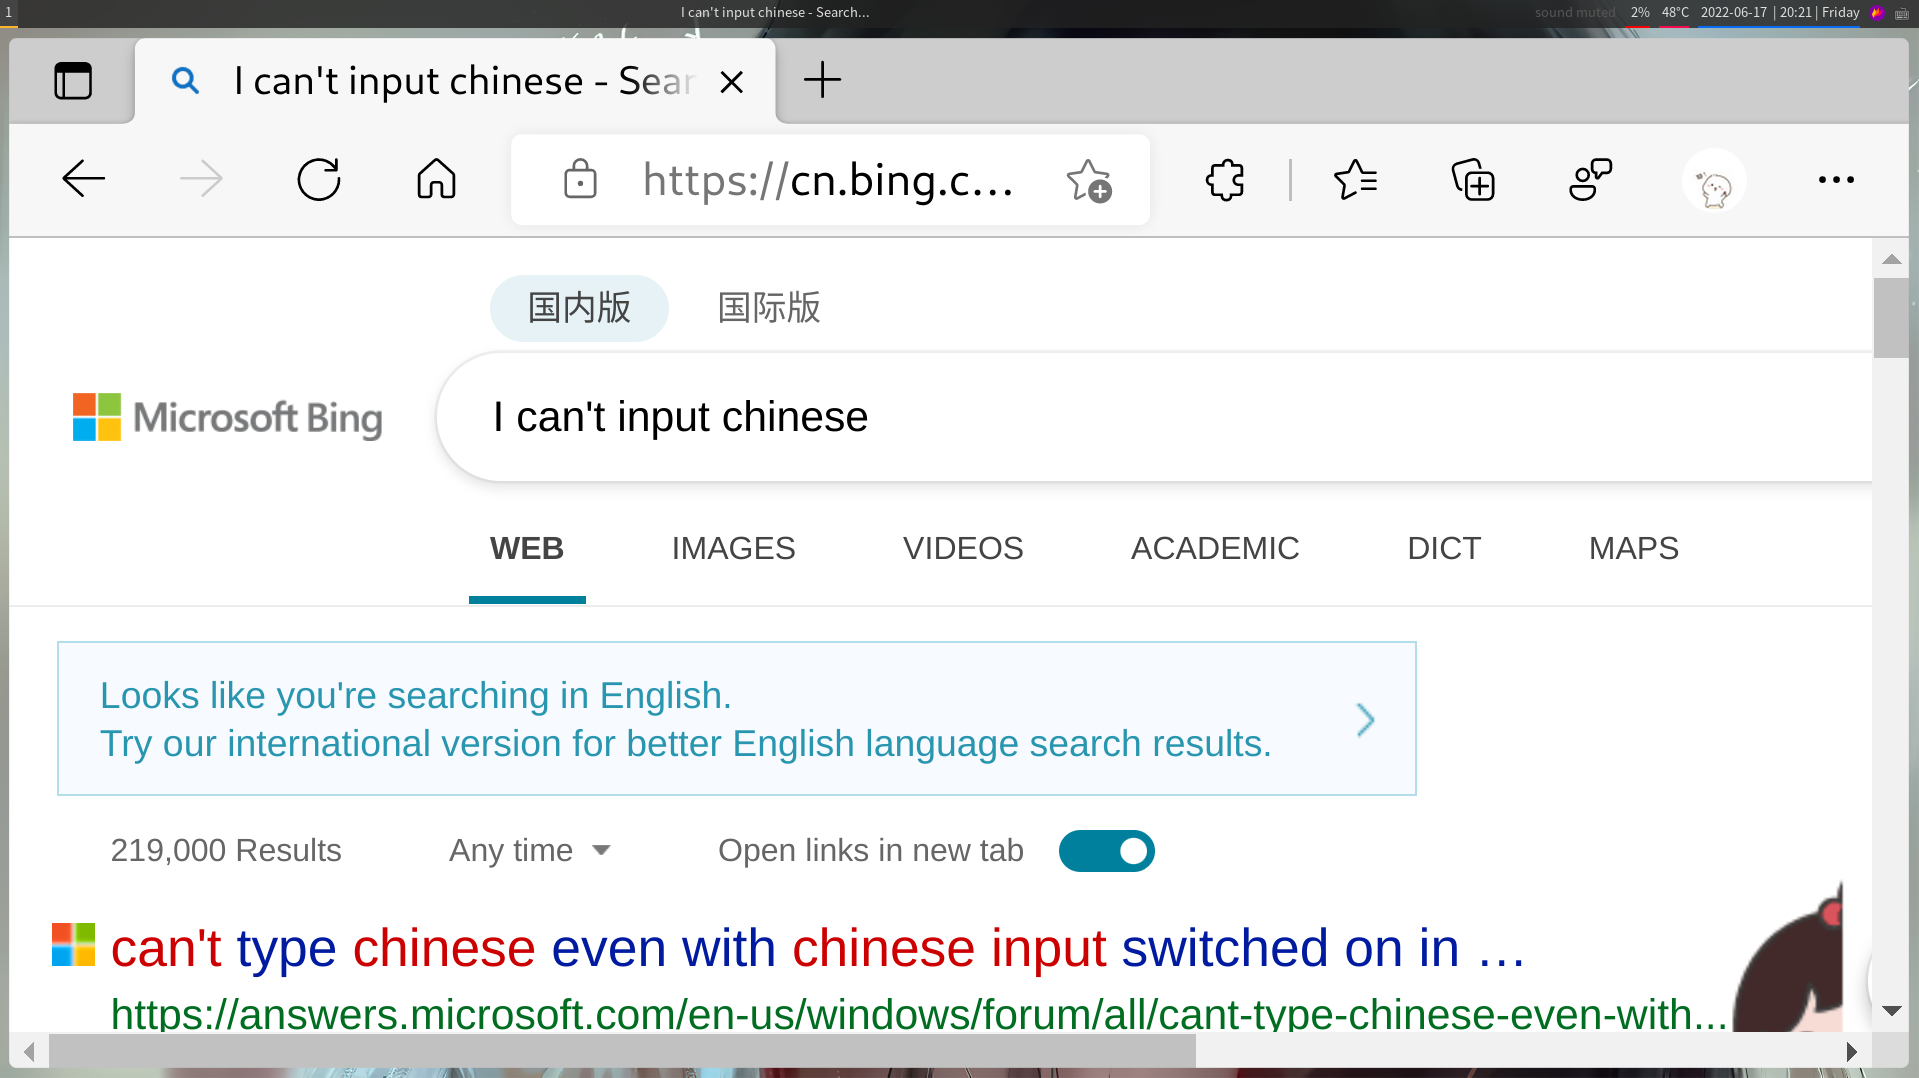 1
I can't input chinese - Search...
sound muted 2% 48°C 2022-06-17 | 20:21 | Friday
I can't input chinese - Sear
https://cn.bing.c...
国内版 国际版
Microsoft Bing
I can't input chinese
WEB IMAGES VIDEOS ACADEMIC DICT MAPS
Looks like you're searching in English.
Try our international version for better English language search results.
219,000 Results Any time Open links in new tab
can't type chinese even with chinese input switched on in ...
https://answers.microsoft.com/en-us/windows/forum/all/cant-type-chinese-even-with...